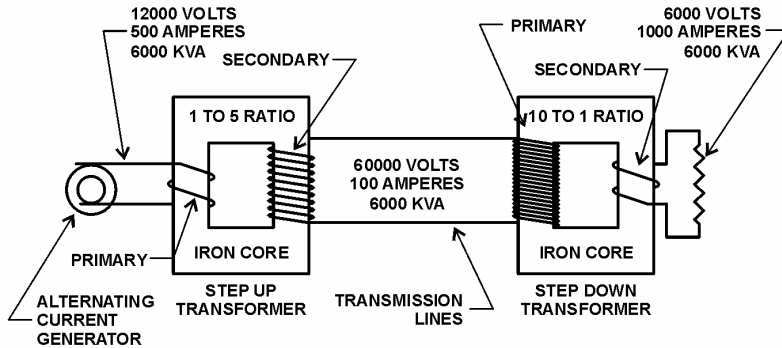 12000 VOLTS
500 AMPERES
6000 KVA
SECONDARY
PRIMARY
6000 VOLTS
1000 AMPERES
6000 KVA
SECONDARY
1 TO 5 RATIO
10 TO 1 RATIO
60000 VOLTS
100 AMPERES
6000 KVA
PRIMARY
IRON CORE
IRON CORE
STEP UP
TRANSFORMER
TRANSMISSION
LINES
STEP DOWN
TRANSFORMER
ALTERNATING
CURRENT
GENERATOR